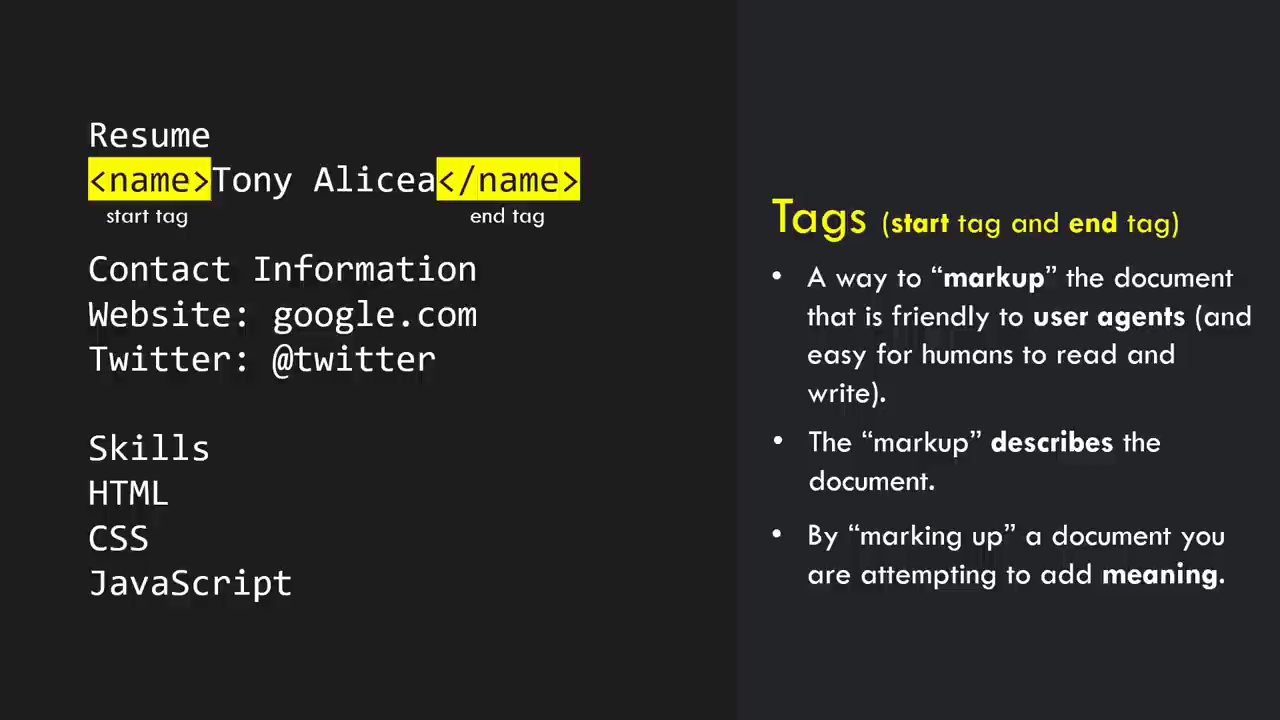 Resume
<name>Tony Alicea</name>
start tag end tag
Contact Information
Website: google.com
Twitter: @twitter
Skills
HTML
CSS
JavaScript
Tags (start tag and end tag)
• A way to “markup” the document
that is friendly to user agents (and
easy for humans to read and
write).
• The “markup” describes the
document.
• By “marking up” a document you
are attempting to add meaning.